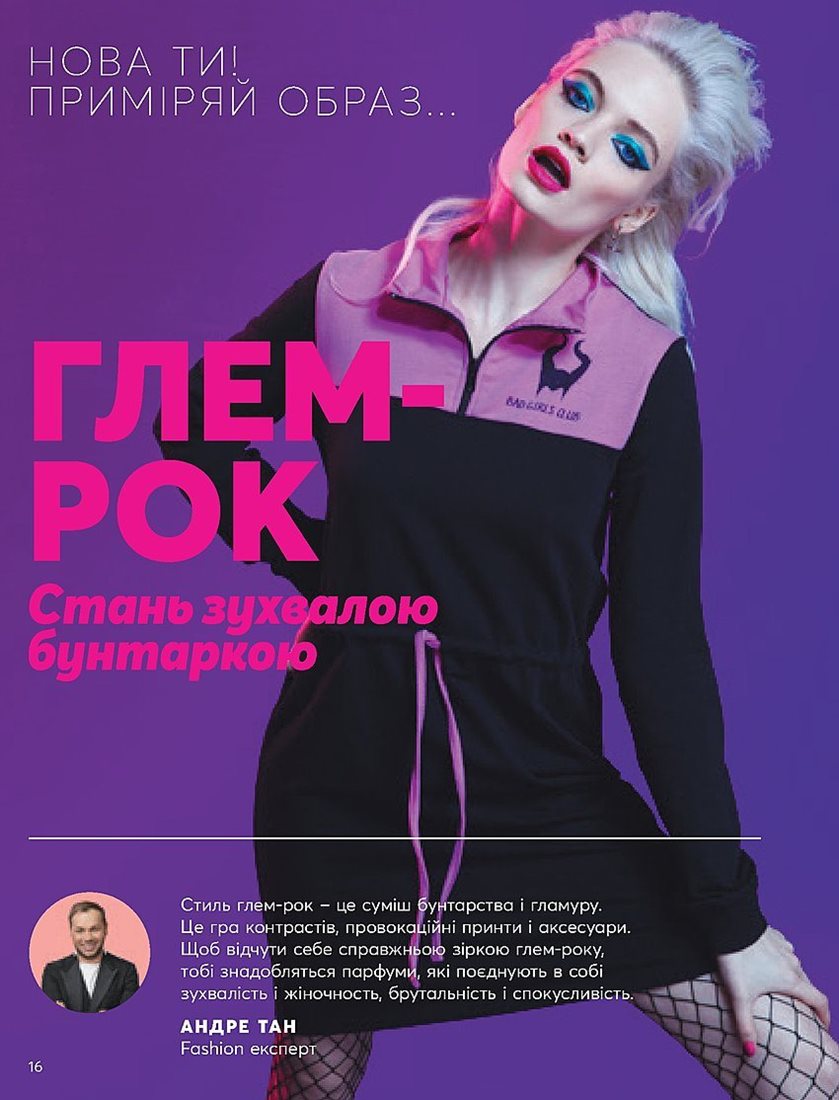 НОВА ТИ!
ПРИМІРЯЙ ОБРАЗ...
BAD GIRLS CLUB
ГЛЕМ-
РОК
Стань зухвалою
бунтаркою
Стиль глем-рок – це суміш бунтарства і гламуру.
Це гра контрастів, провокаційні принти і аксесуари.
Щоб відчути себе справжньою зіркою глем-року,
тобі знадобляться парфуми, які поєднують в собі
зухвалість і жіночность, брутальність і спокусливість.
АНДРЕ ТАН
Fashion експерт
16